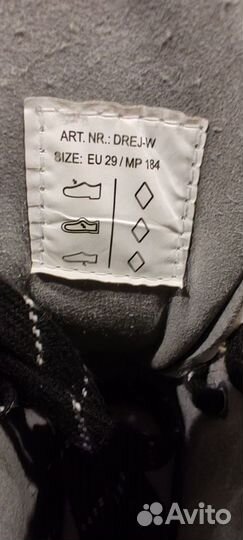 ART. NR.: DREJ-W
SIZE: EU 29 / MP 184
Avito